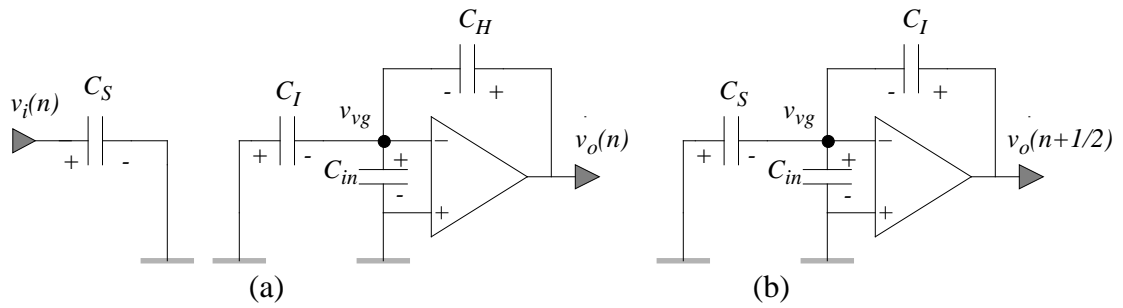 v_i(n)
C_S
+ -
C_I
+ -
v_vg
C_H
- +
C_in
+
-
−
+
v_o(n)
(a)
C_S
+ -
v_vg
C_I
- +
C_in
+
-
−
+
v_o(n+1/2)
(b)